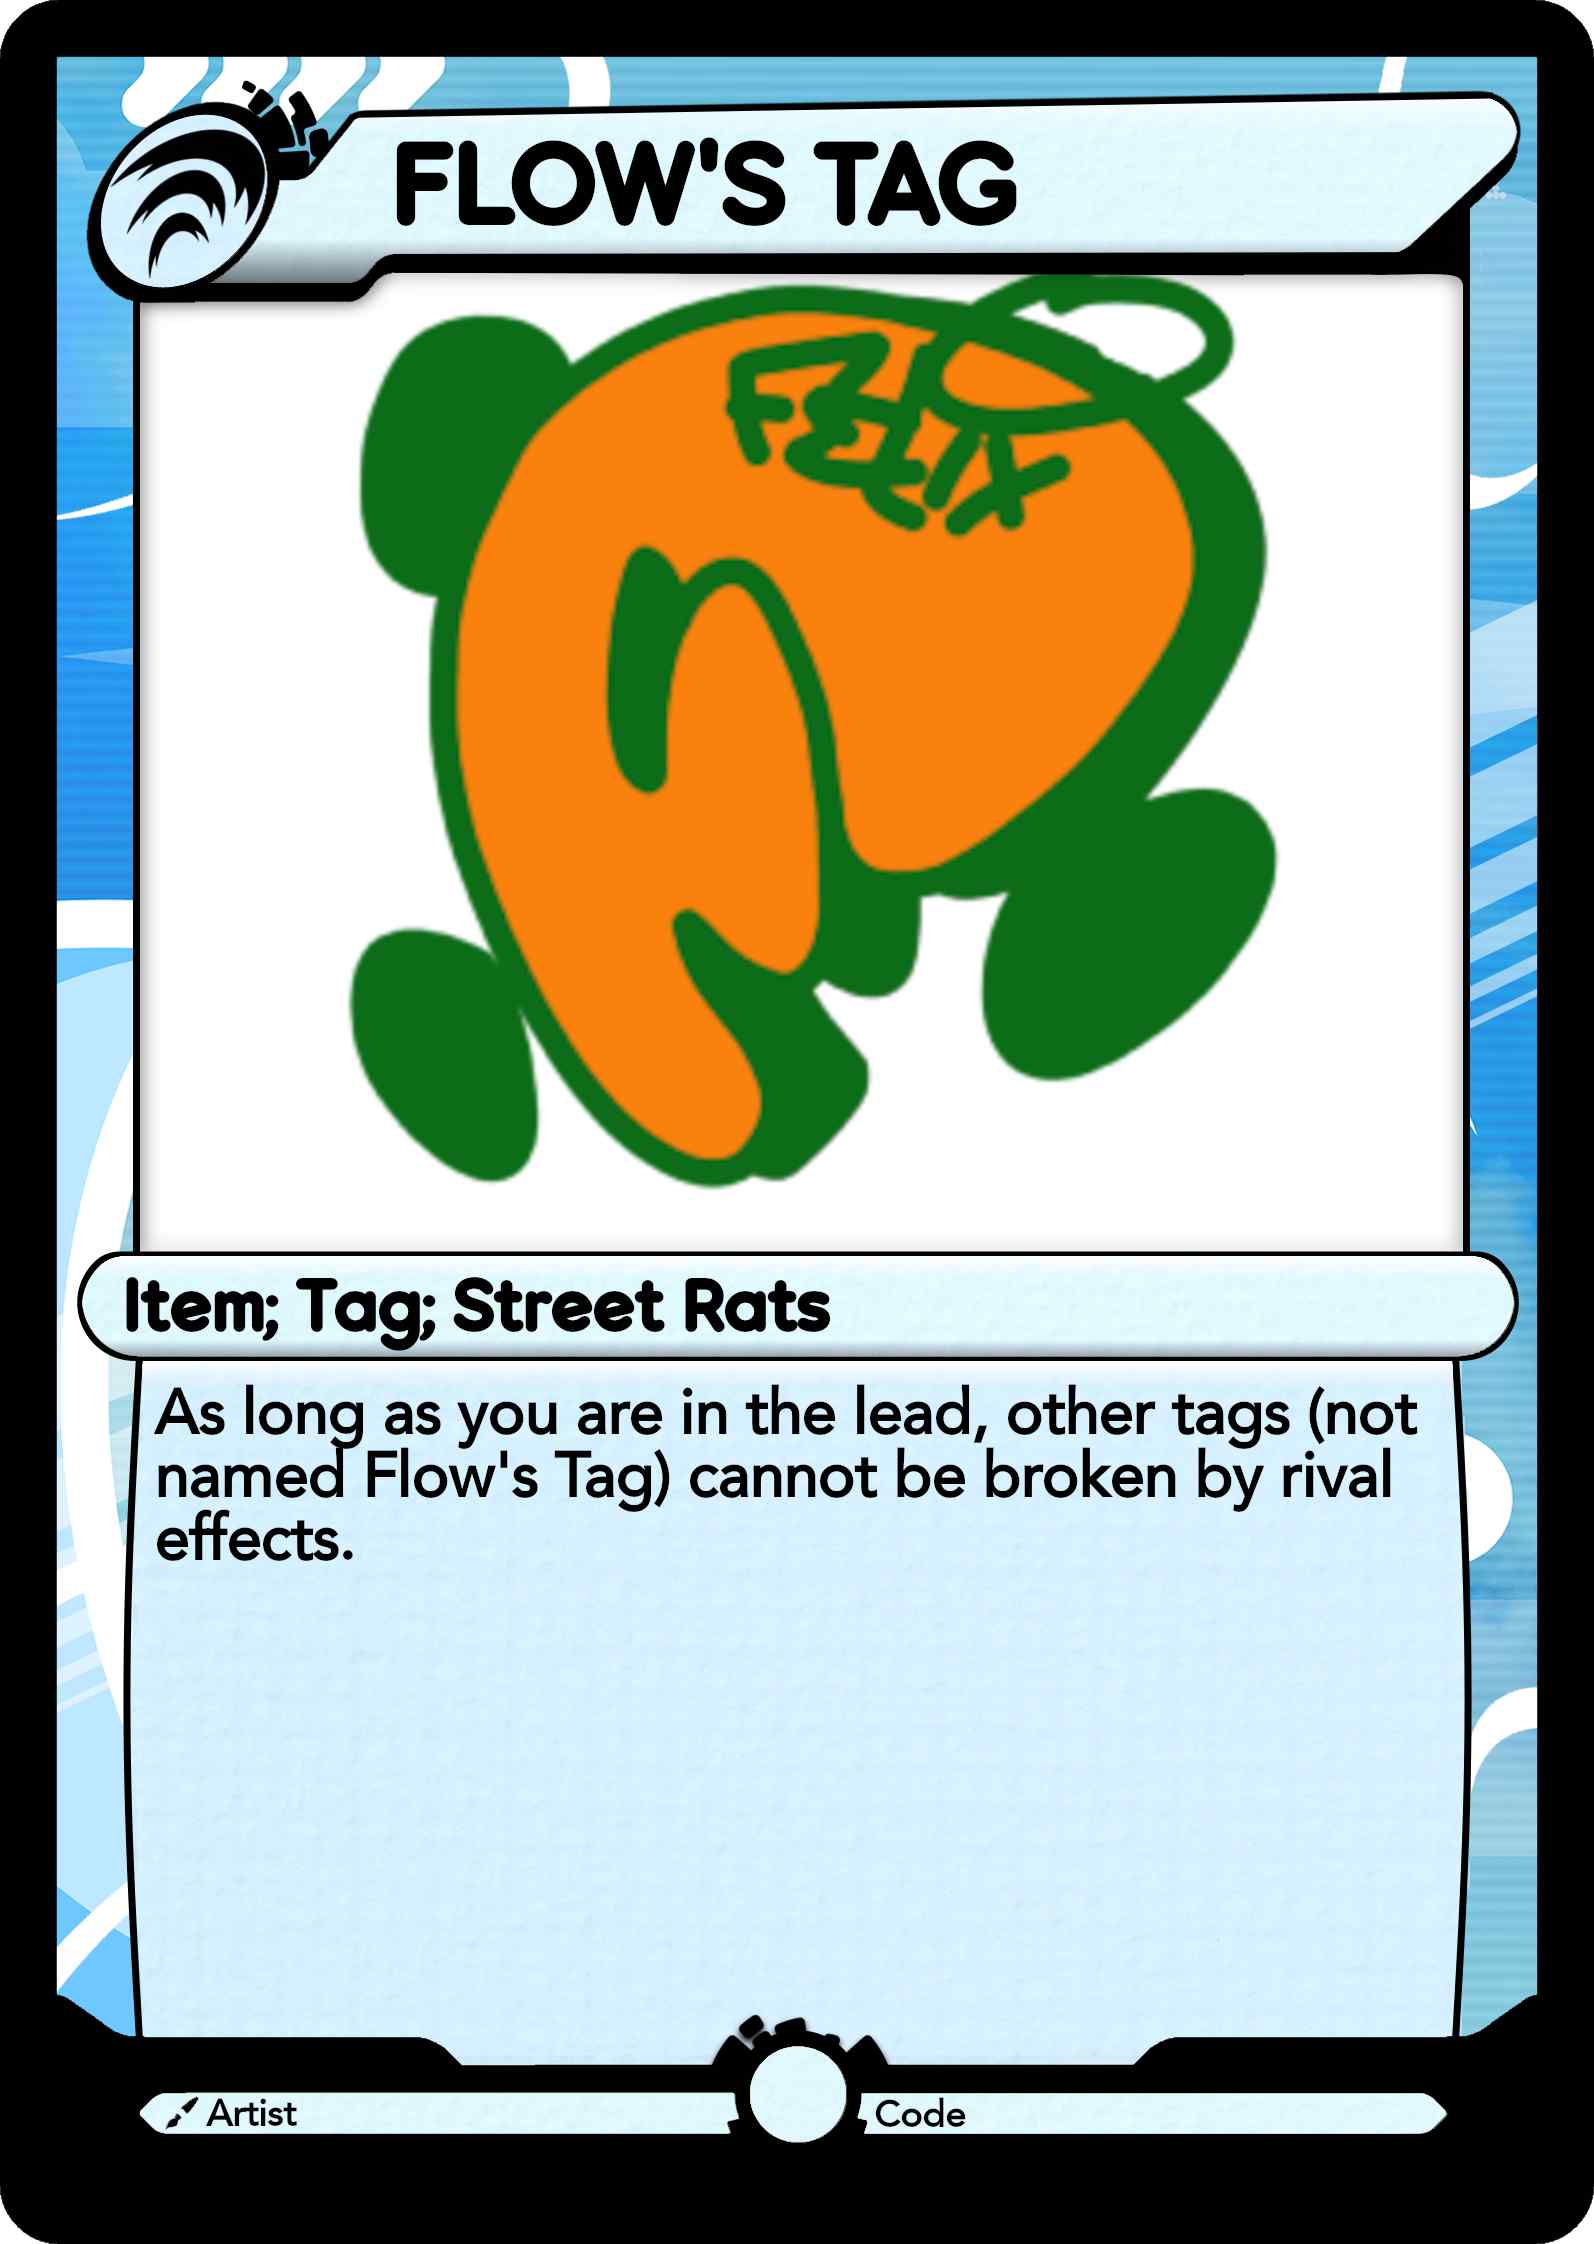 FLOW'S TAG
FELIX
Item; Tag; Street Rats
As long as you are in the lead, other tags (not
named Flow's Tag) cannot be broken by rival
effects.
Artist
Code